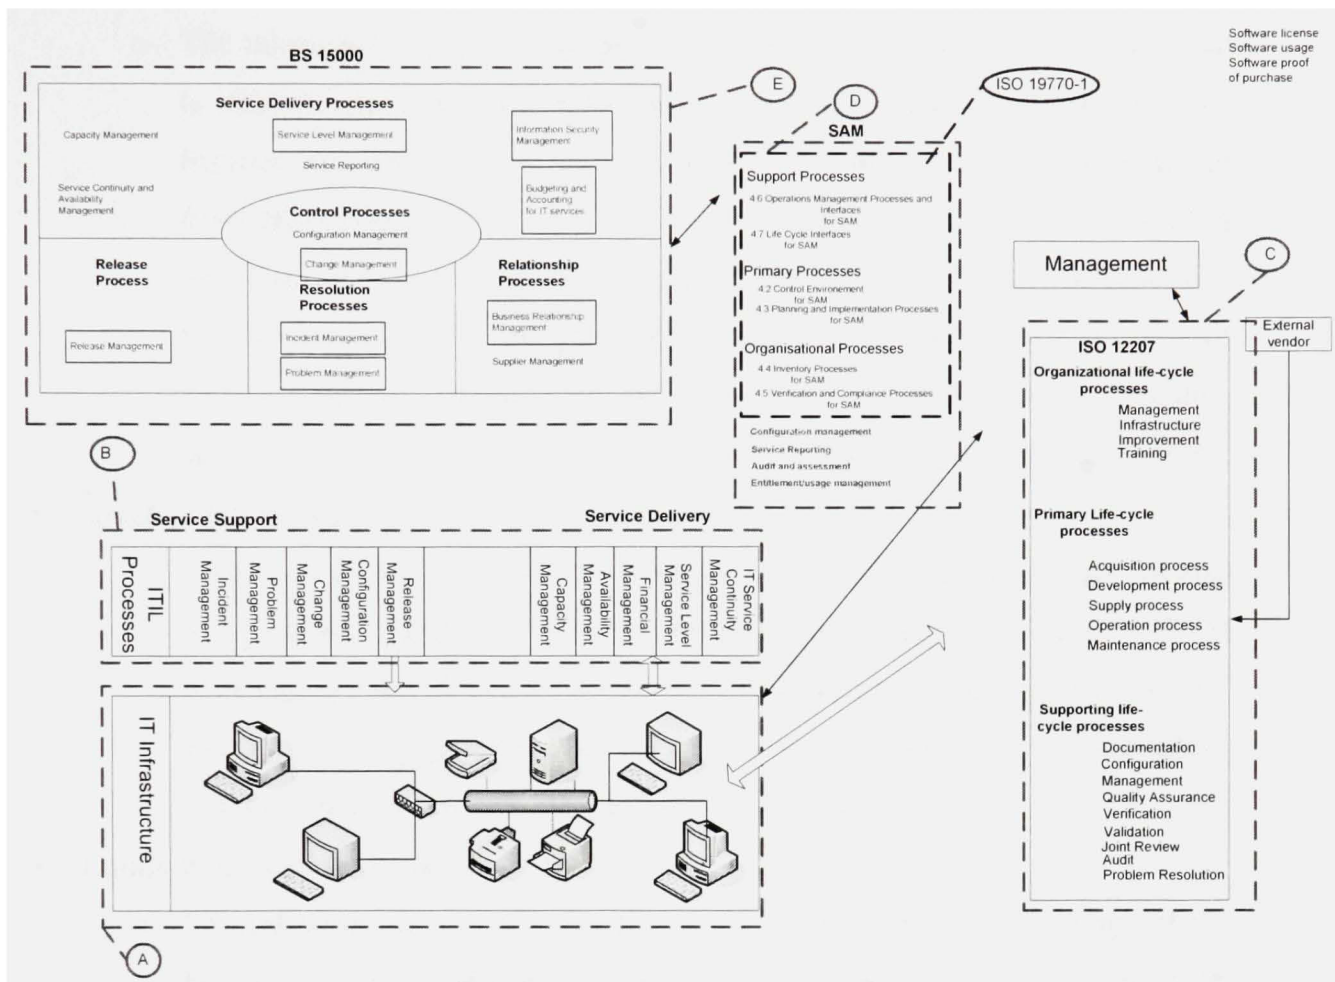 Software license
Software usage
Software proof
of purchase
BS 15000
E
ISO 19770-1
D
SAM
Service Delivery Processes
Capacity Management
Service Level Management
Information Security
Management
Service Reporting
Service Continuity and
Availability
Management
Budgeting and
Accounting
for IT services
Control Processes
Configuration Management
Change Management
Release
Process
Release Management
Resolution
Processes
Incident Management
Problem Management
Relationship
Processes
Business Relationship
Management
Supplier Management
Support Processes
4.6 Operations Management Processes and
Interfaces
for SAM
4.7 Life Cycle Interfaces
for SAM
Primary Processes
4.2 Control Environement
for SAM
4.3 Planning and Implementation Processes
for SAM
Organisational Processes
4.4 Inventory Processes
for SAM
4.5 Verification and Compliance Processes
for SAM
Configuration management
Service Reporting
Audit and assessment
Entitlement/usage management
Management
C
External
vendor
ISO 12207
Organizational life-cycle
processes
Management
Infrastructure
Improvement
Training
Primary Life-cycle
processes
Acquisition process
Development process
Supply process
Operation process
Maintenance process
Supporting life-
cycle processes
Documentation
Configuration
Management
Quality Assurance
Verification
Validation
Joint Review
Audit
Problem Resolution
B
Service Support
Service Delivery
ITIL
Processes
Incident
Management
Problem
Management
Change
Management
Configuration
Management
Release
Management
Capacity
Management
Availability
Management
Financial
Management
Service Level
Management
IT Service
Continuity
Management
IT Infrastructure
A